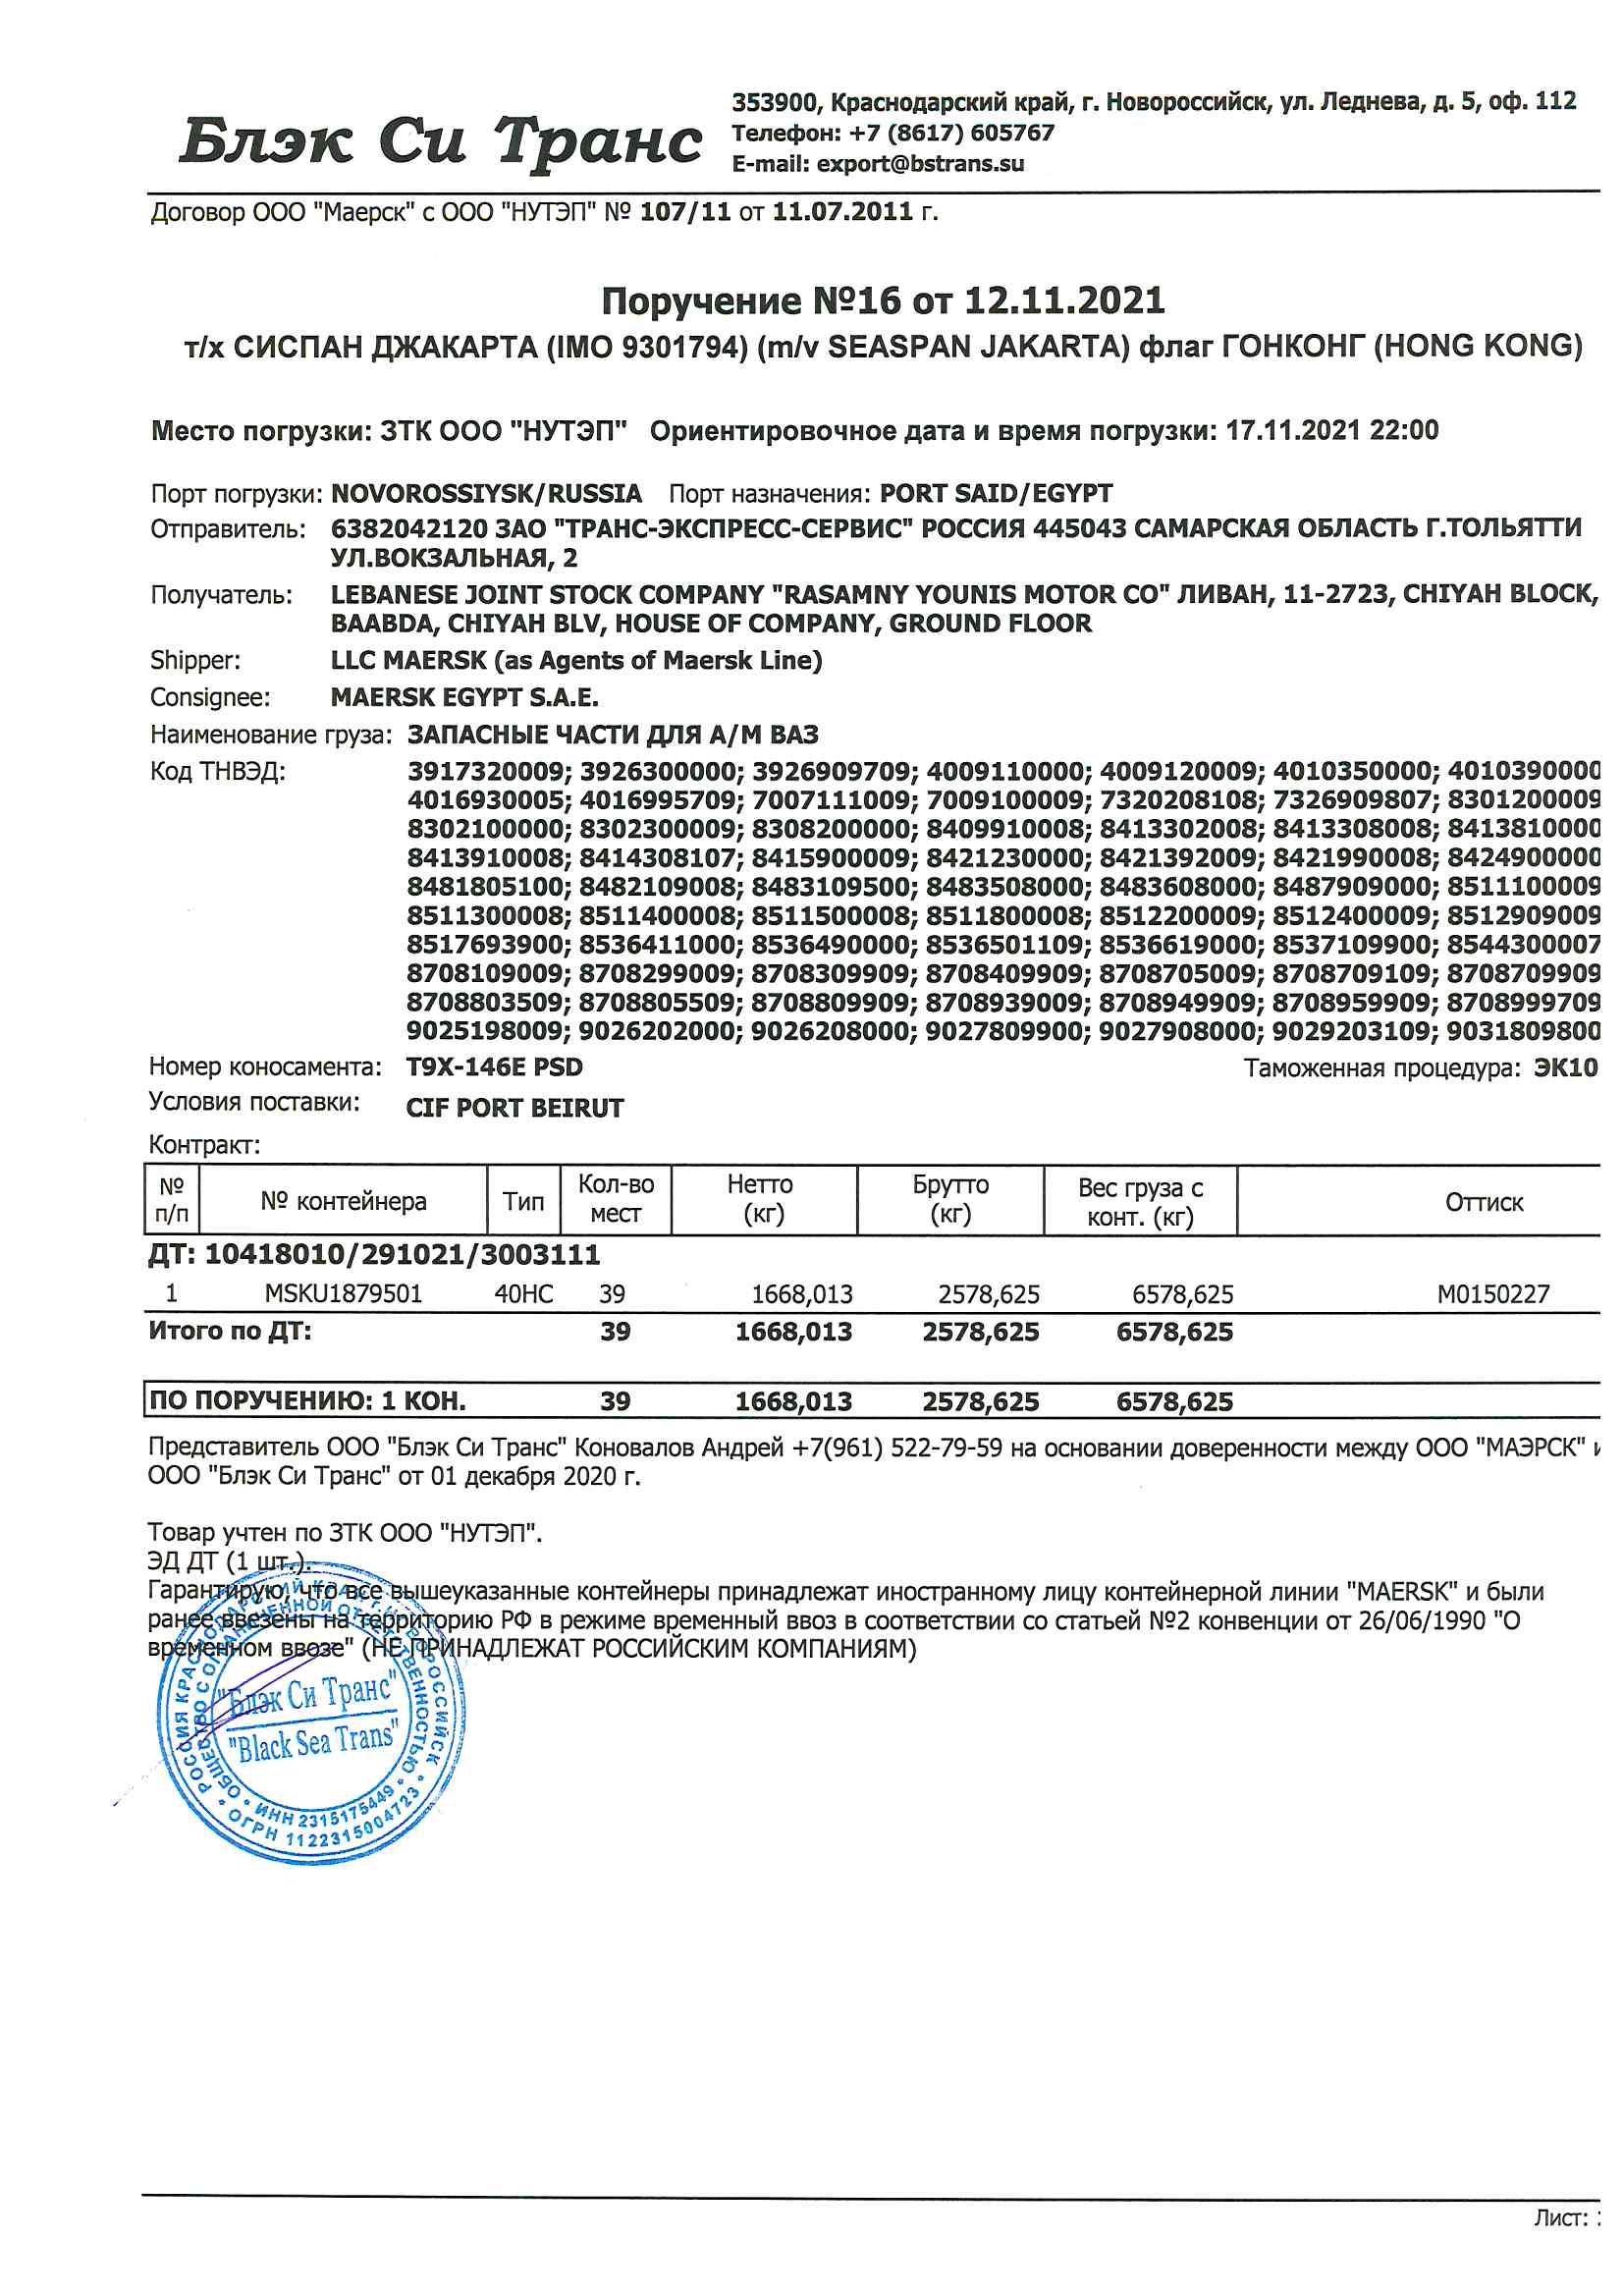 Блэк Си Транс
353900, Краснодарский край, г. Новороссийск, ул. Леднева, д. 5, оф. 112
Телефон: +7 (8617) 605767
E-mail: export@bstrans.su
Договор ООО "Маерск" с ООО "НУТЭП" № 107/11 от 11.07.2011 г.
Поручение №16 от 12.11.2021
т/х СИСПАН ДЖАКАРТА (IMO 9301794) (m/v SEASPAN JAKARTA) флаг ГОНКОНГ (HONG KONG)
Место погрузки: ЗТК ООО "НУТЭП" Ориентировочное дата и время погрузки: 17.11.2021 22:00
Порт погрузки: NOVOROSSIYSK/RUSSIA Порт назначения: PORT SAID/EGYPT
Отправитель: 6382042120 ЗАО "ТРАНС-ЭКСПРЕСС-СЕРВИС" РОССИЯ 445043 САМАРСКАЯ ОБЛАСТЬ Г.ТОЛЬЯТТИ
УЛ.ВОКЗАЛЬНАЯ, 2
Получатель: LEBANESE JOINT STOCK COMPANY "RASAMNY YOUNIS MOTOR CO" ЛИВАН, 11-2723, CHIYAH BLOCK,
BAABDA, CHIYAH BLV, HOUSE OF COMPANY, GROUND FLOOR
Shipper: LLC MAERSK (as Agents of Maersk Line)
Consignee: MAERSK EGYPT S.A.E.
Наименование груза: ЗАПАСНЫЕ ЧАСТИ ДЛЯ А/М ВАЗ
Код ТНВЭД: 3917320009; 3926300000; 3926909709; 4009110000; 4009120009; 4010350000; 4010390000
4016930005; 4016995709; 7007111009; 7009100009; 7320208108; 7326909807; 8301200009
8302100000; 8302300009; 8308200000; 8409910008; 8413302008; 8413308008; 8413810000
8413910008; 8414308107; 8415900009; 8421230000; 8421392009; 8421990008; 8424900000
8481805100; 8482109008; 8483109500; 8483508000; 8483608000; 8487909000; 8511100009
8511300008; 8511400008; 8511500008; 8511800008; 8512200009; 8512400009; 8512909009
8517693900; 8536411000; 8536490000; 8536501109; 8536619000; 8537109900; 8544300007
8708109009; 8708299009; 8708309909; 8708409909; 8708705009; 8708709109; 8708709909
8708803509; 8708805509; 8708809909; 8708939009; 8708949909; 8708959909; 8708999709
9025198009; 9026202000; 9026208000; 9027809900; 9027908000; 9029203109; 9031809800
Номер коносамента: T9X-146E PSD Таможенная процедура: ЭК10
Условия поставки: CIF PORT BEIRUT
Контракт:
№ п/п № контейнера Тип Кол-во мест Нетто (кг) Брутто (кг) Вес груза с конт. (кг) Оттиск
ДТ: 10418010/291021/3003111
1 MSKU1879501 40HC 39 1668,013 2578,625 6578,625 M0150227
Итого по ДТ: 39 1668,013 2578,625 6578,625
ПО ПОРУЧЕНИЮ: 1 КОН. 39 1668,013 2578,625 6578,625
Представитель ООО "Блэк Си Транс" Коновалов Андрей +7(961) 522-79-59 на основании доверенности между ООО "МАЭРСК" и
ООО "Блэк Си Транс" от 01 декабря 2020 г.
Товар учтен по ЗТК ООО "НУТЭП".
ЭД ДТ (1 шт.).
Гарантирую, что все вышеуказанные контейнеры принадлежат иностранному лицу контейнерной линии "MAERSK" и были
ранее ввезены на территорию РФ в режиме временный ввоз в соответствии со статьей №2 конвенции от 26/06/1990 "О
временном ввозе" (НЕ ПРИНАДЛЕЖАТ РОССИЙСКИМ КОМПАНИЯМ)
РОССИЯ КРАСНОДАРСКИЙ КРАЙ Г. НОВОРОССИЙСК
ОБЩЕСТВО С ОГРАНИЧЕННОЙ ОТВЕТСТВЕННОСТЬЮ
"Блэк Си Транс"
"Black Sea Trans"
ИНН 2315175449
ОГРН 1122315004723
Лист: